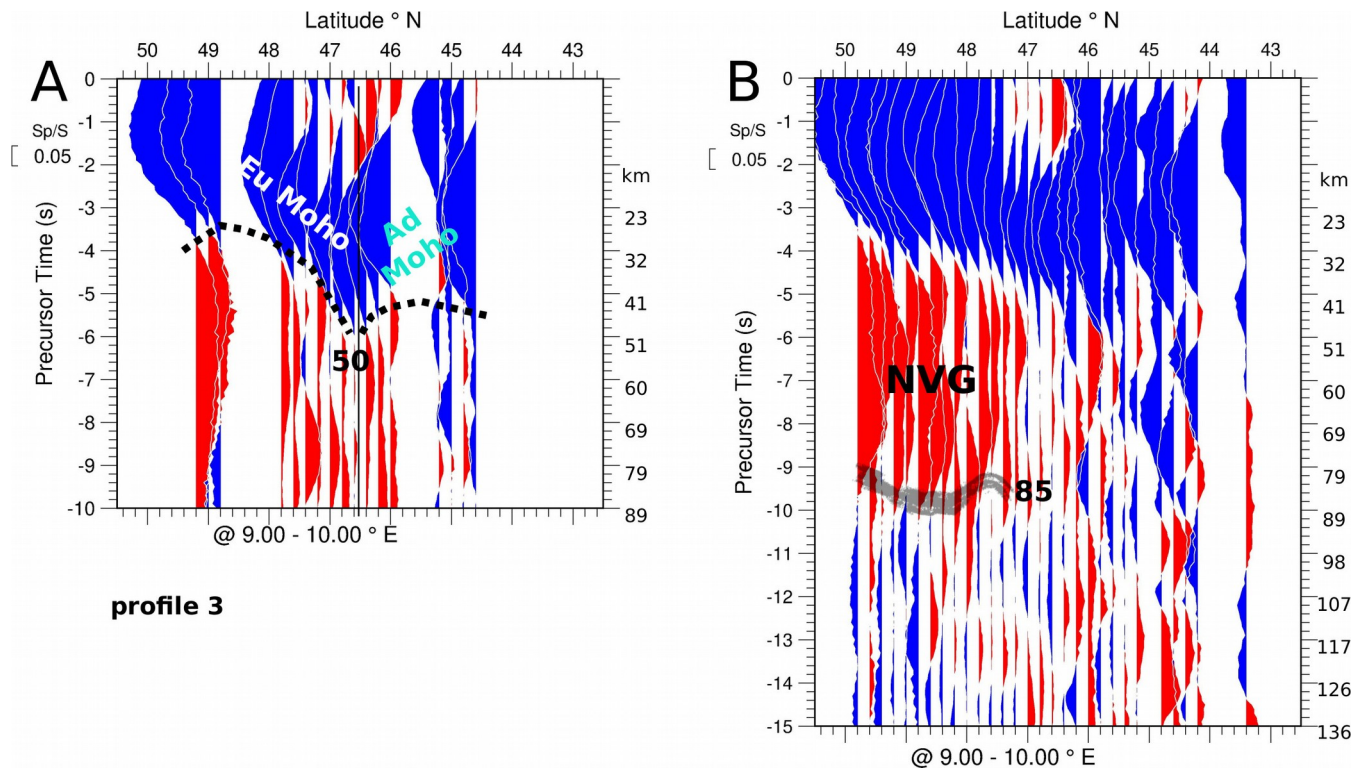 A
Latitude ° N
50 49 48 47 46 45 44 43
Sp/S
0.05
Precursor Time (s)
0
-1
-2
-3
-4
-5
-6
-7
-8
-9
-10
km
23
32
41
51
60
69
79
89
Eu Moho
Ad
Moho
50
@ 9.00 - 10.00 ° E
profile 3
B
Latitude ° N
50 49 48 47 46 45 44 43
Sp/S
0.05
Precursor Time (s)
0
-1
-2
-3
-4
-5
-6
-7
-8
-9
-10
-11
-12
-13
-14
-15
km
23
32
41
51
60
69
79
89
98
107
117
126
136
NVG
85
@ 9.00 - 10.00 ° E